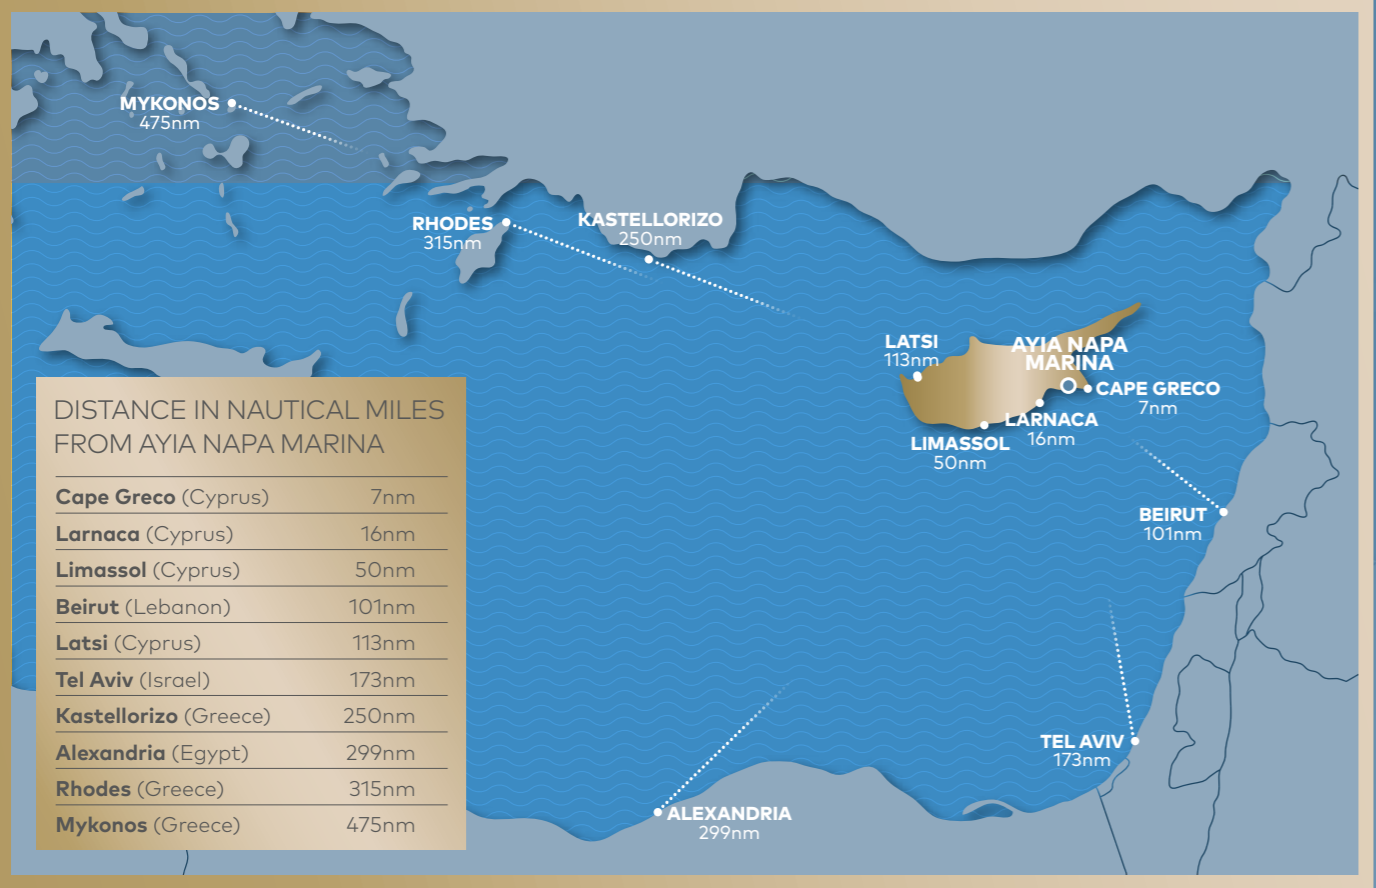 MYKONOS
475nm
RHODES
315nm
KASTELLORIZO
250nm
LATSI
113nm
AYIA NAPA
MARINA
CAPE GRECO
7nm
LARNACA
16nm
LIMASSOL
50nm
BEIRUT
101nm
TEL AVIV
173nm
ALEXANDRIA
299nm
DISTANCE IN NAUTICAL MILES
FROM AYIA NAPA MARINA
Cape Greco (Cyprus) 7nm
Larnaca (Cyprus) 16nm
Limassol (Cyprus) 50nm
Beirut (Lebanon) 101nm
Latsi (Cyprus) 113nm
Tel Aviv (Israel) 173nm
Kastellorizo (Greece) 250nm
Alexandria (Egypt) 299nm
Rhodes (Greece) 315nm
Mykonos (Greece) 475nm